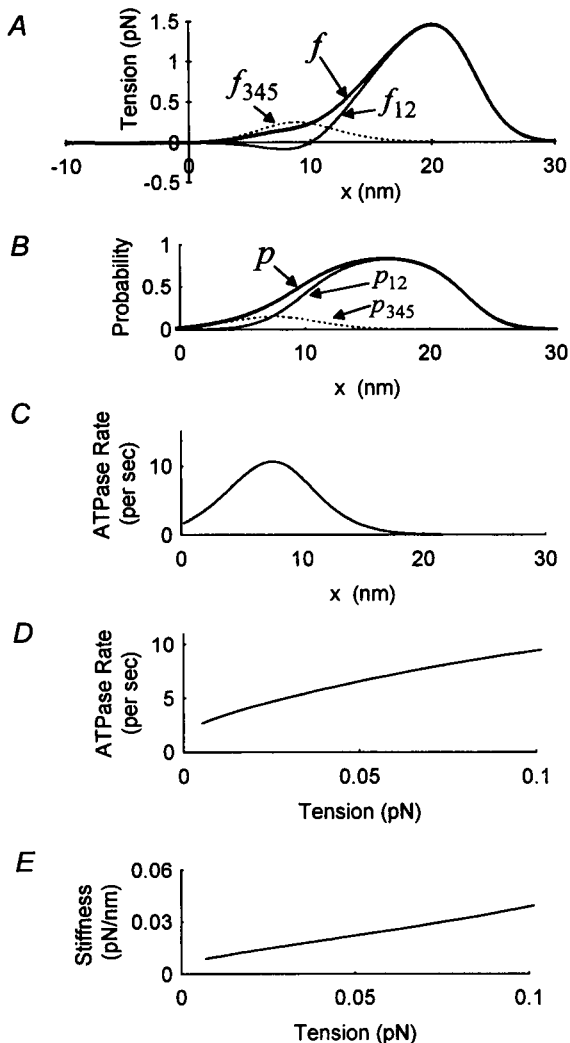 A
Tension (pN)
1.5
1
0.5
0
-0.5
f
f345
f12
-10
0
10
20
30
x (nm)
B
Probability
1
0.5
0
p
p12
p345
0
10
20
30
x (nm)
C
ATPase Rate
(per sec)
10
0
0
10
20
30
x (nm)
D
ATPase Rate
(per sec)
10
5
0
0
0.05
0.1
Tension (pN)
E
Stiffness
(pN/nm)
0.06
0.03
0
0
0.05
0.1
Tension (pN)